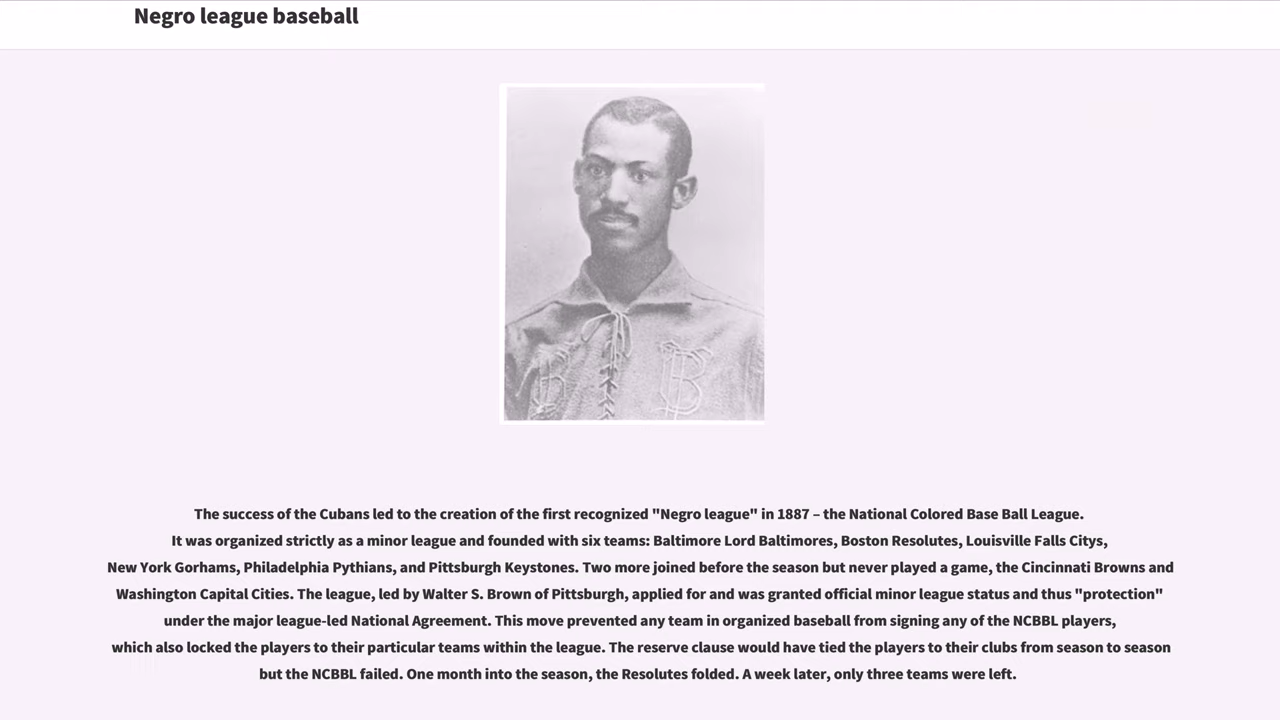 Negro league baseball
B B
The success of the Cubans led to the creation of the first recognized "Negro league" in 1887 – the National Colored Base Ball League.
It was organized strictly as a minor league and founded with six teams: Baltimore Lord Baltimores, Boston Resolutes, Louisville Falls Citys,
New York Gorhams, Philadelphia Pythians, and Pittsburgh Keystones. Two more joined before the season but never played a game, the Cincinnati Browns and
Washington Capital Cities. The league, led by Walter S. Brown of Pittsburgh, applied for and was granted official minor league status and thus "protection"
under the major league-led National Agreement. This move prevented any team in organized baseball from signing any of the NCBBL players,
which also locked the players to their particular teams within the league. The reserve clause would have tied the players to their clubs from season to season
but the NCBBL failed. One month into the season, the Resolutes folded. A week later, only three teams were left.